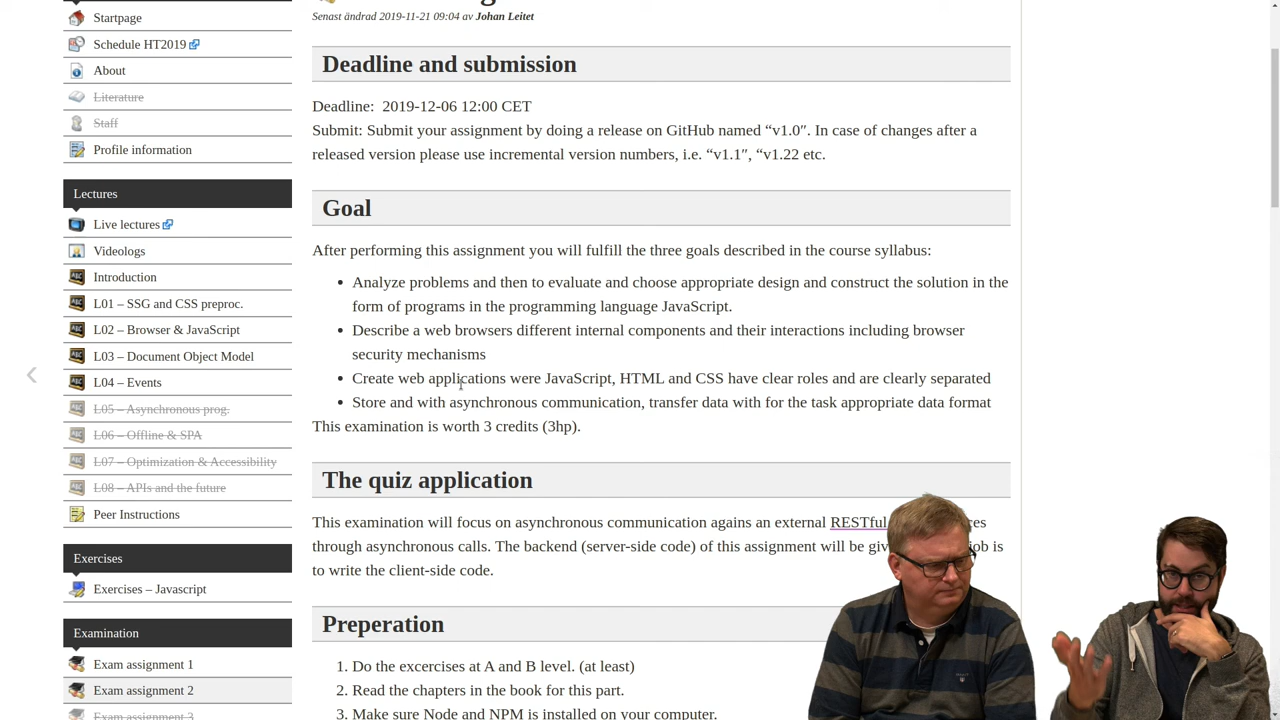 Startpage
Senast ändrad 2019-11-21 09:04 av Johan Leitet
Schedule HT2019
About
Literature
Staff
Profile information
Lectures
Live lectures
Videologs
Introduction
L01 – SSG and CSS preproc.
L02 – Browser & JavaScript
L03 – Document Object Model
L04 – Events
L05 – Asynchronous prog.
L06 – Offline & SPA
L07 – Optimization & Accessibility
L08 – APIs and the future
Peer Instructions
Exercises
Exercises – Javascript
Examination
Exam assignment 1
Exam assignment 2
Exam assignment 3
Deadline and submission
Deadline:  2019-12-06 12:00 CET
Submit: Submit your assignment by doing a release on GitHub named “v1.0″. In case of changes after a
released version please use incremental version numbers, i.e. “v1.1″, “v1.22 etc.
Goal
After performing this assignment you will fulfill the three goals described in the course syllabus:
• Analyze problems and then to evaluate and choose appropriate design and construct the solution in the
form of programs in the programming language JavaScript.
• Describe a web browsers different internal components and their interactions including browser
security mechanisms
• Create web applications were JavaScript, HTML and CSS have clear roles and are clearly separated
• Store and with asynchronous communication, transfer data with for the task appropriate data format
This examination is worth 3 credits (3hp).
The quiz application
This examination will focus on asynchronous communication agains an external RESTful
through asynchronous calls. The backend (server-side code) of this assignment will be is
to write the client-side code.
Preperation
1. Do the excercises at A and B level. (at least)
2. Read the chapters in the book for this part.
3. Make sure Node and NPM is installed on your computer.